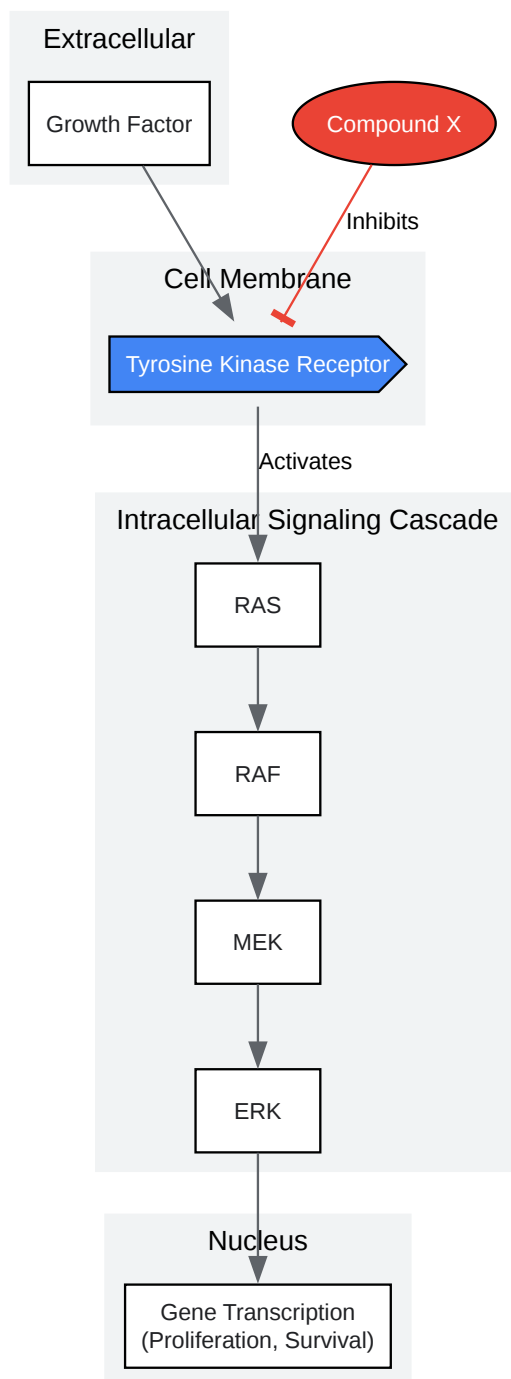 Extracellular
Growth Factor
Compound X
Inhibits
Cell Membrane
Tyrosine Kinase Receptor
Activates
Intracellular Signaling Cascade
RAS
RAF
MEK
ERK
Nucleus
Gene Transcription
(Proliferation, Survival)